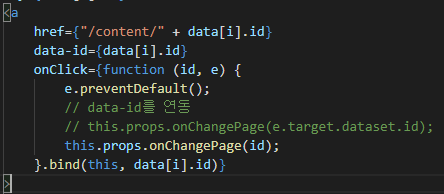 <a
href={"/content/" + data[i].id}
data-id={data[i].id}
onClick={function (id, e) {
e.preventDefault();
// data-id를 연동
// this.props.onChangePage(e.target.dataset.id);
this.props.onChangePage(id);
}.bind(this, data[i].id)}
>